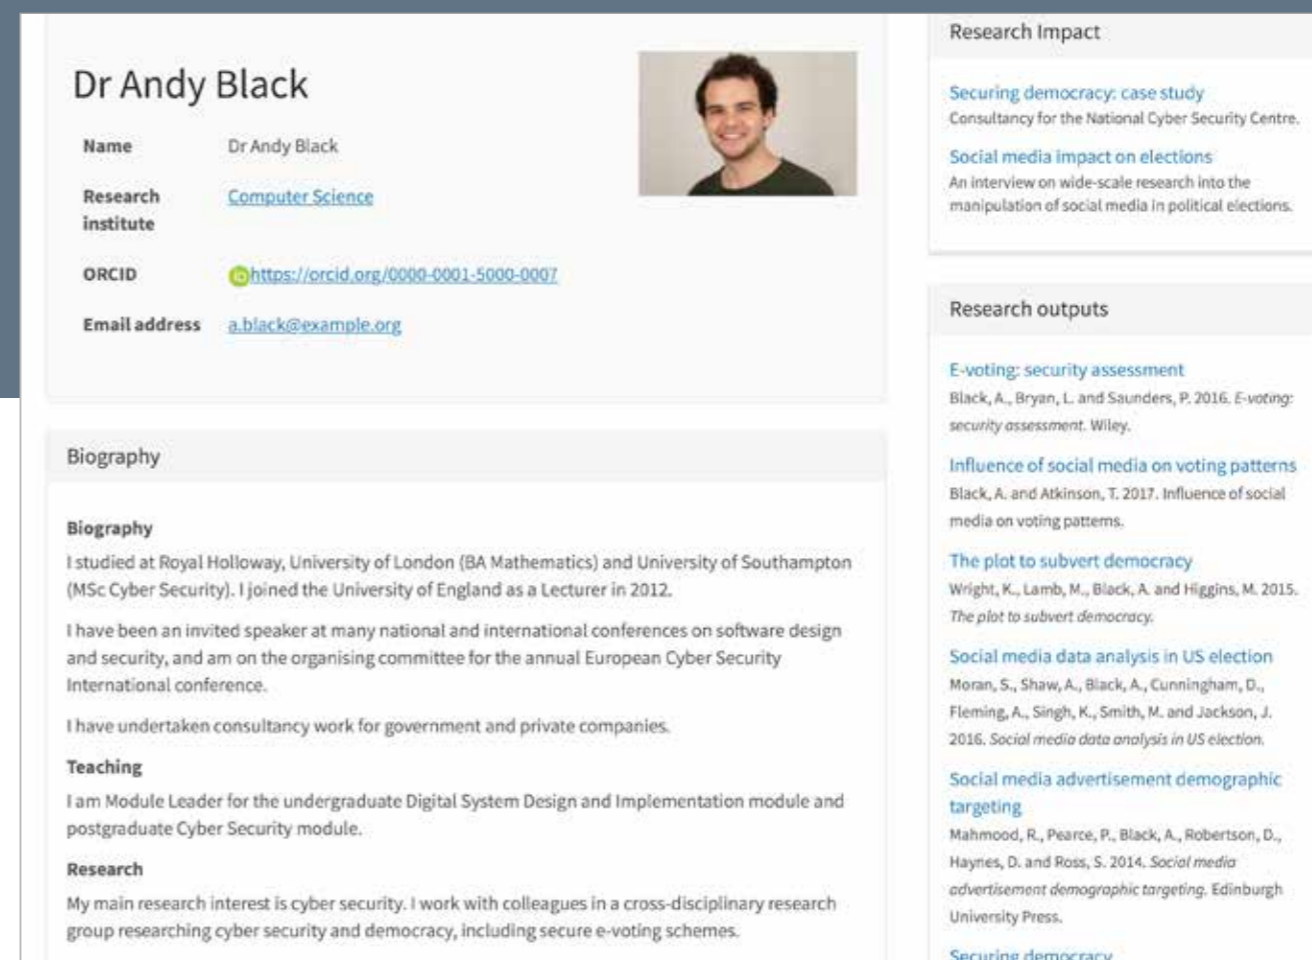 Dr Andy Black
Name Dr Andy Black
Research institute Computer Science
ORCID iD https://orcid.org/0000-0001-5000-0007
Email address a.black@example.org
Biography
Biography
I studied at Royal Holloway, University of London (BA Mathematics) and University of Southampton
(MSc Cyber Security). I joined the University of England as a Lecturer in 2012.
I have been an invited speaker at many national and international conferences on software design
and security, and am on the organising committee for the annual European Cyber Security
International conference.
I have undertaken consultancy work for government and private companies.
Teaching
I am Module Leader for the undergraduate Digital System Design and Implementation module and
postgraduate Cyber Security module.
Research
My main research interest is cyber security. I work with colleagues in a cross-disciplinary research
group researching cyber security and democracy, including secure e-voting schemes.
Research Impact
Securing democracy: case study
Consultancy for the National Cyber Security Centre.
Social media impact on elections
An interview on wide-scale research into the
manipulation of social media in political elections.
Research outputs
E-voting: security assessment
Black, A., Bryan, L. and Saunders, P. 2016. E-voting:
security assessment. Wiley.
Influence of social media on voting patterns
Black, A. and Atkinson, T. 2017. Influence of social
media on voting patterns.
The plot to subvert democracy
Wright, K., Lamb, M., Black, A. and Higgins, M. 2015.
The plot to subvert democracy.
Social media data analysis in US election
Moran, S., Shaw, A., Black, A., Cunningham, D.,
Fleming, A., Singh, K., Smith, M. and Jackson, J.
2016. Social media data analysis in US election.
Social media advertisement demographic
targeting
Mahmood, R., Pearce, P., Black, A., Robertson, D.,
Haynes, D. and Ross, S. 2014. Social media
advertisement demographic targeting. Edinburgh
University Press.
Securing democracy